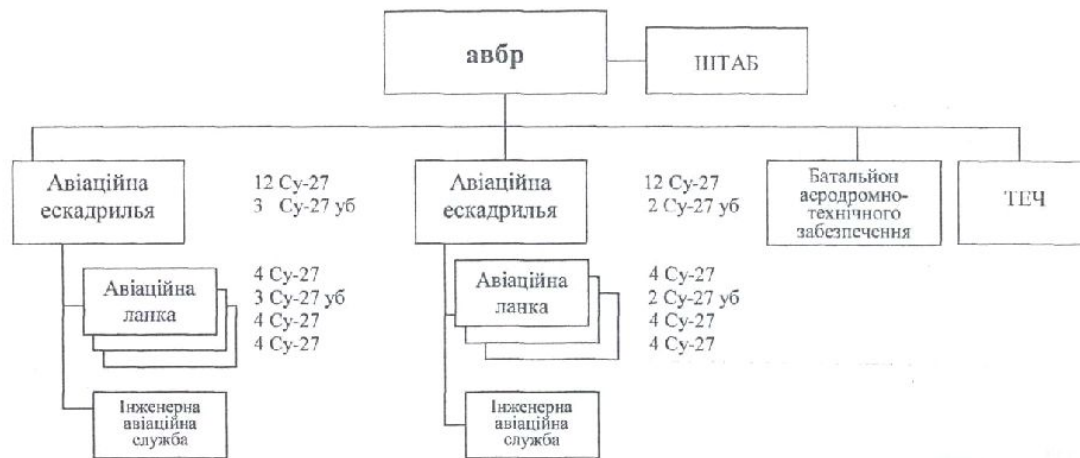 авбр
ШТАБ
Авіаційна
ескадрилья
12 Су-27
3 Су-27 уб
Авіаційна
ескадрилья
12 Су-27
2 Су-27 уб
Батальйон
аеродромно-
технічного
забезпечення
ТЕЧ
Авіаційна
ланка
4 Су-27
3 Су-27 уб
4 Су-27
4 Су-27
Авіаційна
ланка
4 Су-27
2 Су-27 уб
4 Су-27
4 Су-27
Інженерна
авіаційна
служба
Інженерна
авіаційна
служба